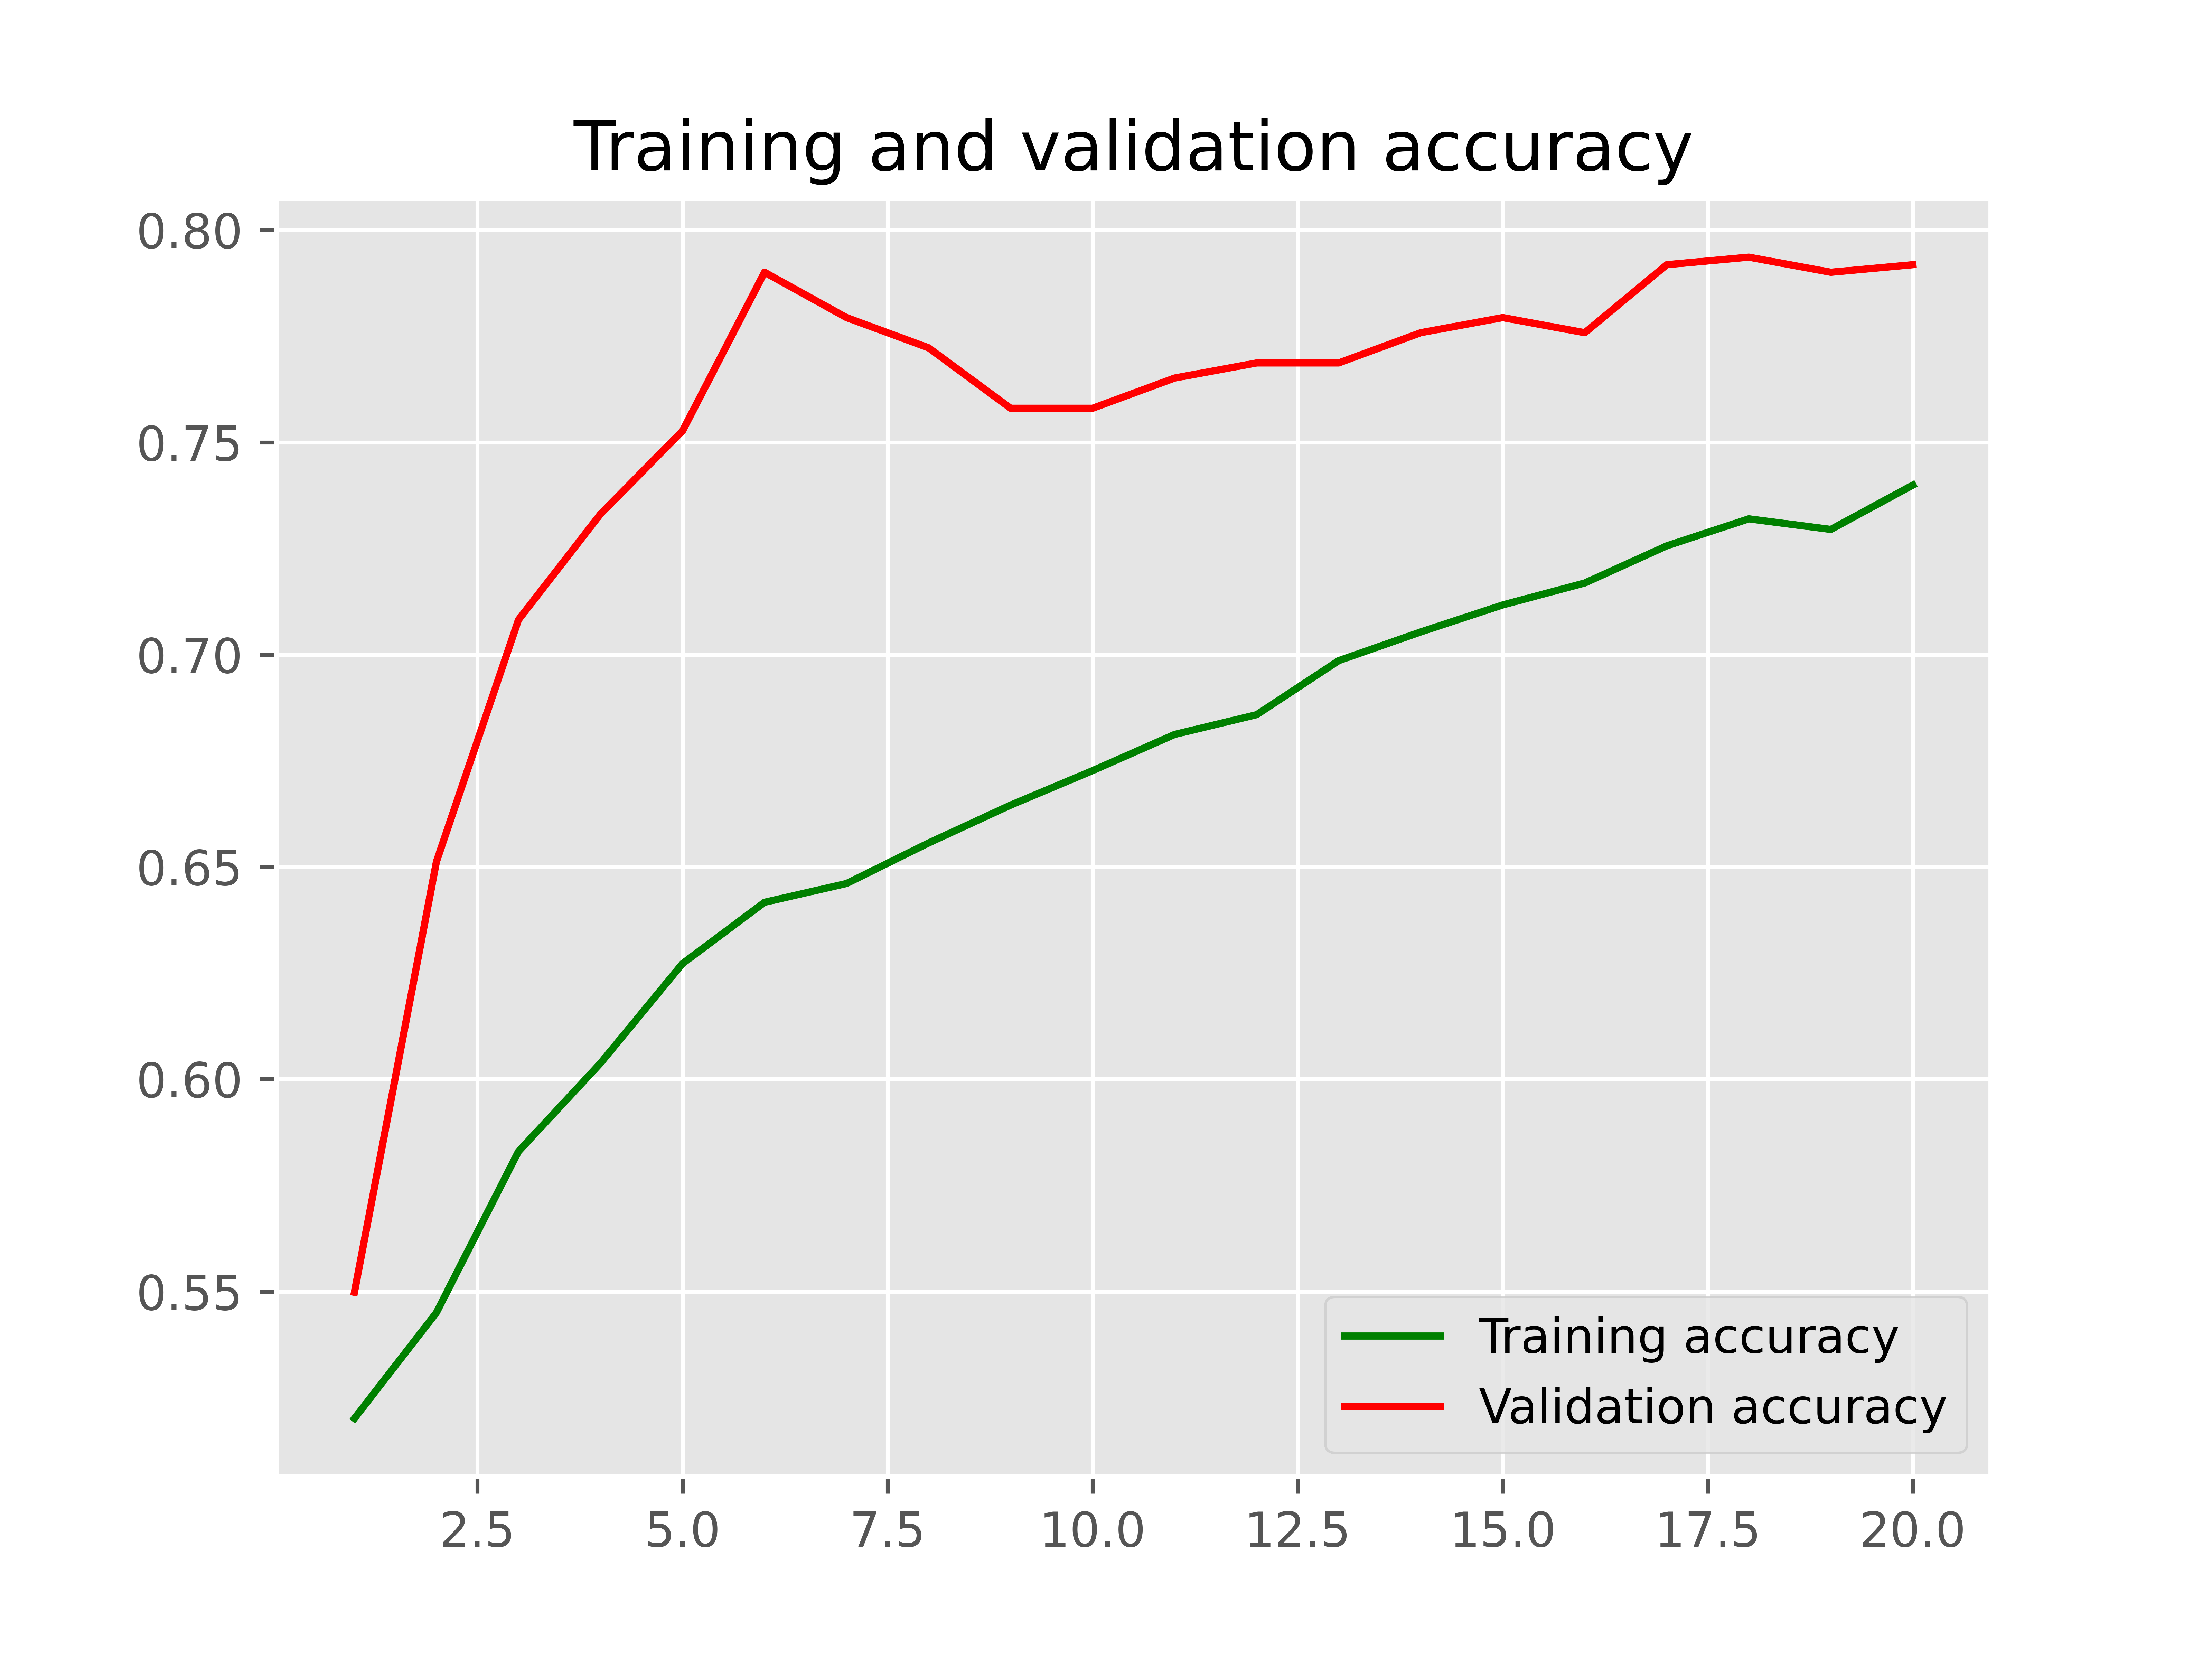 Training and validation accuracy
0.80
0.75
0.70
0.65
0.60
0.55
Training accuracy
Validation accuracy
2.5 5.0 7.5 10.0 12.5 15.0 17.5 20.0